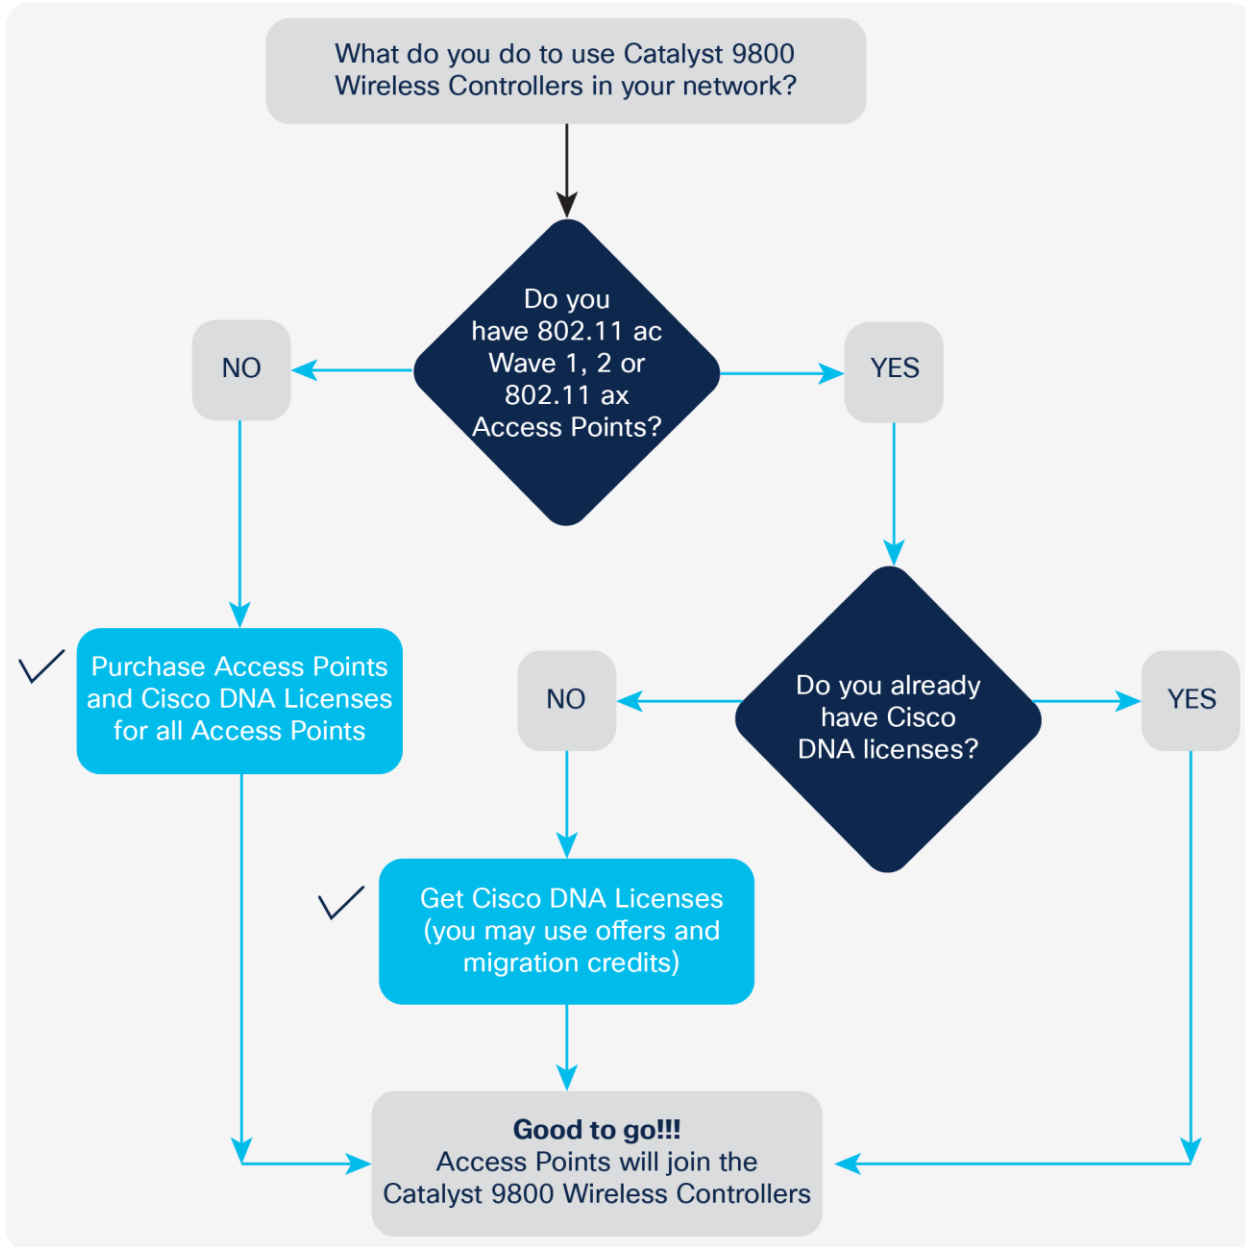 What do you do to use Catalyst 9800
Wireless Controllers in your network?
Do you
have 802.11 ac
Wave 1, 2 or
802.11 ax
Access Points?
NO
YES
Purchase Access Points
and Cisco DNA Licenses
for all Access Points
NO
Do you already
have Cisco
DNA licenses?
YES
Get Cisco DNA Licenses
(you may use offers and
migration credits)
Good to go!!!
Access Points will join the
Catalyst 9800 Wireless Controllers